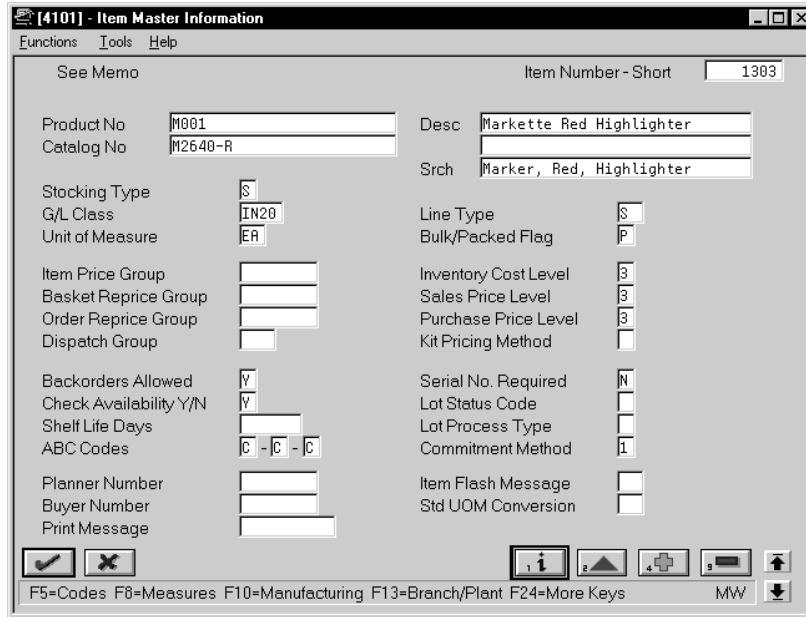 [4101] - Item Master Information
Functions Tools Help
See Memo Item Number - Short 1303
Product No M001 Desc Markette Red Highlighter
Catalog No M2640-R
Srch Marker, Red, Highlighter
Stocking Type S
G/L Class IN20 Line Type S
Unit of Measure EA Bulk/Packed Flag P
Item Price Group Inventory Cost Level 3
Basket Reprice Group Sales Price Level 3
Order Reprice Group Purchase Price Level 3
Dispatch Group Kit Pricing Method
Backorders Allowed Y Serial No. Required N
Check Availability Y/N Y Lot Status Code
Shelf Life Days Lot Process Type
ABC Codes C - C - C Commitment Method 1
Planner Number Item Flash Message
Buyer Number Std UOM Conversion
Print Message
1 i 2 4 9
F5=Codes F8=Measures F10=Manufacturing F13=Branch/Plant F24=More Keys MW